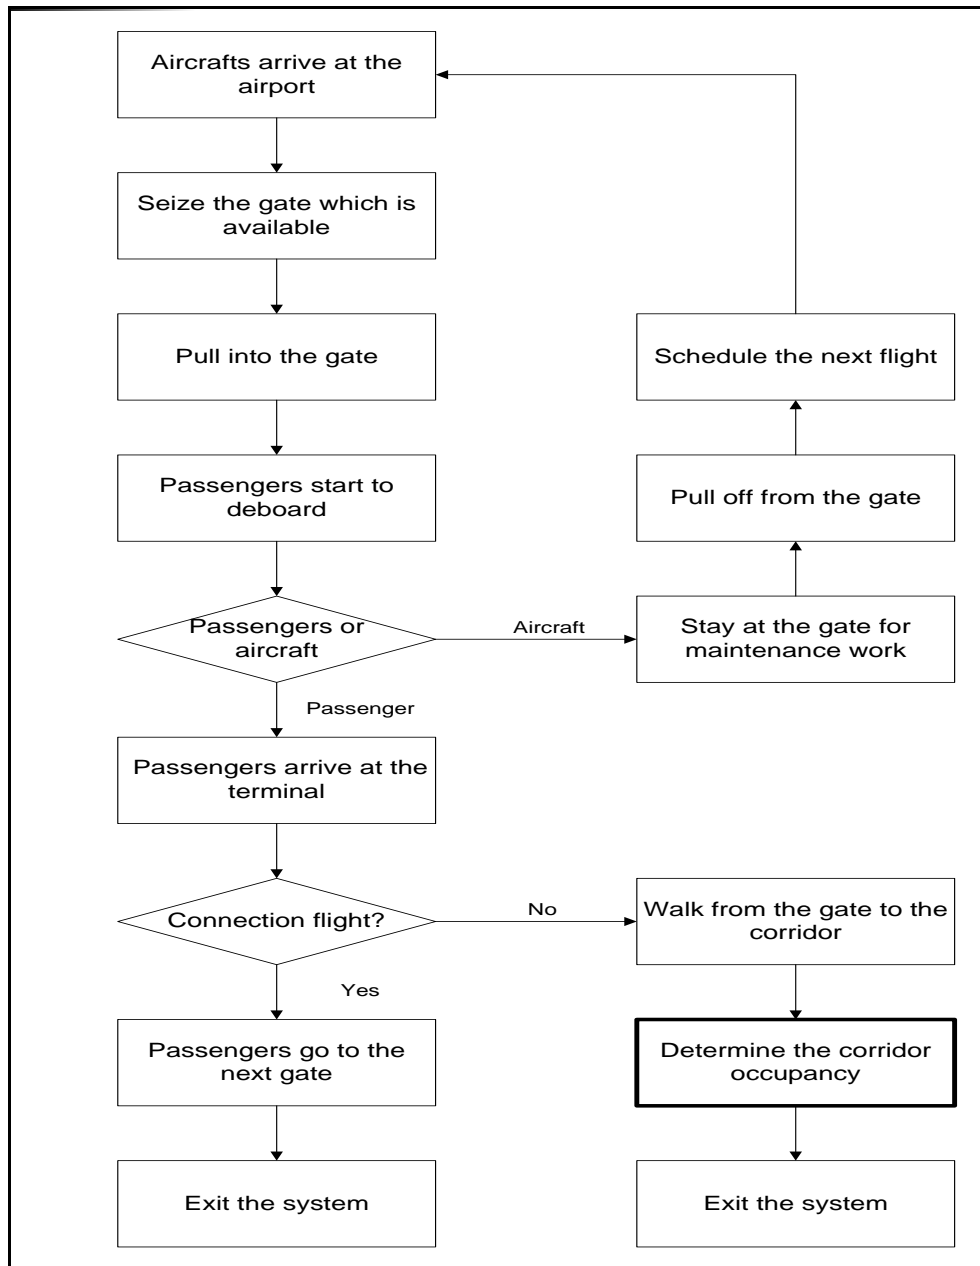 Aircrafts arrive at the
airport
Seize the gate which is
available
Pull into the gate
Schedule the next flight
Passengers start to
deboard
Pull off from the gate
Passengers or
aircraft
Aircraft
Stay at the gate for
maintenance work
Passenger
Passengers arrive at the
terminal
Connection flight?
No
Walk from the gate to the
corridor
Yes
Passengers go to the
next gate
Determine the corridor
occupancy
Exit the system
Exit the system